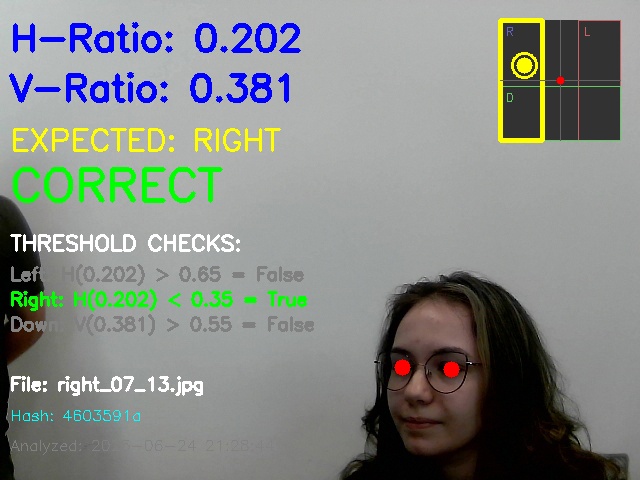 H-Ratio: 0.202
V-Ratio: 0.381
EXPECTED: RIGHT
CORRECT
THRESHOLD CHECKS:
Left: H(0.202) > 0.65 = False
Right: H(0.202) < 0.35 = True
Down: V(0.381) > 0.55 = False
File: right_07_13.jpg
Hash: 4603591a
Analyzed:
R
L
D